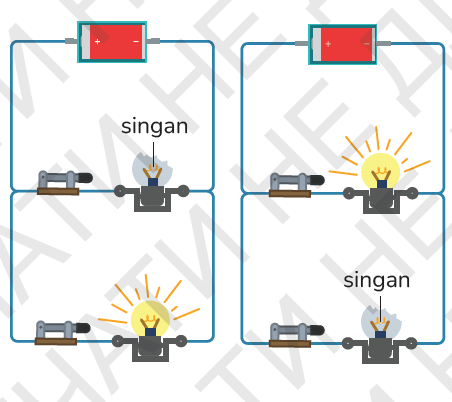 + −
+ −
singan
singan